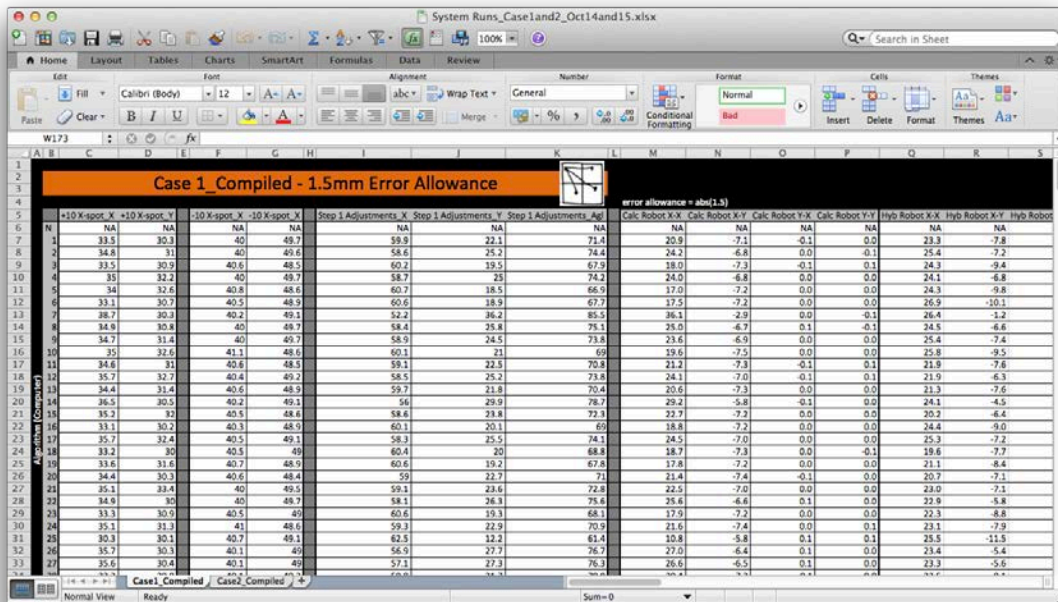 System Runs_Case1and2_Oct14and15.xlsx
100%
Search in Sheet
Home Layout Tables Charts SmartArt Formulas Data Review
Edit Font Alignment Number Format Cells Themes
Fill Calibri (Body) 12 A A abc Wrap Text General Normal
Paste Clear B I U A Merge % Conditional Formatting Bad Insert Delete Format Themes Aa
W173 fx
A B C D E F G H I J K L M N O P Q R S
1
2 Case 1_Compiled - 1.5mm Error Allowance
3
4 error allowance = abs(1.5)
5 +10 X-spot_X +10 X-spot_Y -10 X-spot_X -10 X-spot_X Step 1 Adjustments_X Step 1 Adjustments_Y Step 1 Adjustments_Agl Calc Robot X-X Calc Robot X-Y Calc Robot Y-X Calc Robot Y-Y Hyb Robot X-X Hyb Robot X-Y Hyb Robot
6 N NA NA NA NA NA NA NA NA NA NA NA NA NA
7 1 33.5 30.3 40 49.7 59.9 22.1 71.4 20.9 -7.1 -0.1 0.0 23.3 -7.8
8 2 34.8 31 40 49.6 58.6 25.2 74.4 24.2 -6.8 0.0 -0.1 25.4 -7.2
9 3 33.5 30.9 40.6 48.5 60.2 19.5 67.9 18.0 -7.3 -0.1 0.1 24.3 -9.4
10 4 35 32.2 40 49.7 58.7 25 74.2 24.0 -6.8 0.0 0.0 24.1 -6.8
11 5 34 32.6 40.8 48.6 60.7 18.5 66.9 17.0 -7.2 0.0 0.0 24.3 -9.8
12 6 33.1 30.7 40.5 48.9 60.6 18.9 67.7 17.5 -7.2 0.0 0.0 26.9 -10.1
13 7 38.7 30.3 40.2 49.1 52.2 36.2 85.5 36.1 -2.9 0.0 -0.1 26.4 -1.2
14 8 34.9 30.8 40 49.7 58.4 25.8 75.1 25.0 -6.7 0.1 -0.1 24.5 -6.6
15 9 34.7 31.4 40 49.7 58.9 24.5 73.8 23.6 -6.9 0.0 0.0 25.4 -7.4
16 10 35 32.6 41.1 48.6 60.1 21 69 19.6 -7.5 0.0 0.0 25.8 -9.5
17 11 34.6 31 40.6 48.5 59.1 22.5 70.8 21.2 -7.3 -0.1 0.1 21.9 -7.6
18 12 35.7 32.7 40.4 49.2 58.5 25.2 73.8 24.1 -7.0 -0.1 0.0 21.9 -6.3
19 13 34.4 31.4 40.6 48.9 59.7 21.8 70.4 20.6 -7.3 0.0 0.0 21.3 -7.6
20 14 36.5 30.5 40.2 49.1 56 29.9 78.7 29.2 -5.8 -0.1 0.0 24.1 -4.5
21 15 35.2 32 40.5 48.6 58.6 23.8 72.3 22.7 -7.2 0.0 0.0 20.2 -6.4
22 16 33.1 30.2 40.3 48.9 60.1 20.1 69 18.8 -7.2 0.0 0.0 24.4 -9.0
23 17 35.7 32.4 40.5 49.1 58.3 25.5 74.1 24.5 -7.0 0.0 0.0 25.3 -7.2
24 18 33.2 30 40.5 49 60.4 20 68.8 18.7 -7.3 0.0 -0.1 19.6 -7.7
25 19 33.6 31.6 40.7 48.9 60.6 19.2 67.8 17.8 -7.2 0.0 0.0 21.1 -8.4
26 20 34.4 30.3 40.6 48.4 59 22.7 71 21.4 -7.4 -0.1 0.0 20.7 -7.1
27 21 35.1 33.4 40 49.5 59.1 23.6 72.8 22.5 -7.0 0.0 0.0 23.0 -7.1
28 22 34.9 30 40 49.7 58.1 26.3 75.6 25.6 -6.6 0.1 0.0 22.9 -5.8
29 23 33.3 30.9 40.5 49 60.6 19.3 68.1 17.9 -7.2 0.0 0.0 22.3 -8.8
30 24 35.1 31.3 41 48.6 59.3 22.9 70.9 21.6 -7.4 0.0 0.1 23.1 -7.9
31 25 30.3 30.1 40.7 49.1 62.5 12.2 61.4 10.8 -5.8 0.1 0.1 25.5 -11.5
32 26 35.7 30.3 40.1 49 56.9 27.7 76.7 27.0 -6.4 0.1 0.0 23.4 -5.4
33 27 35.6 30.4 40.1 49 57.1 27.3 76.3 26.6 -6.5 0.1 0.0 23.3 -5.6
Algorithm (Computer)
Case1_Compiled Case2_Compiled +
Normal View Ready Sum=0